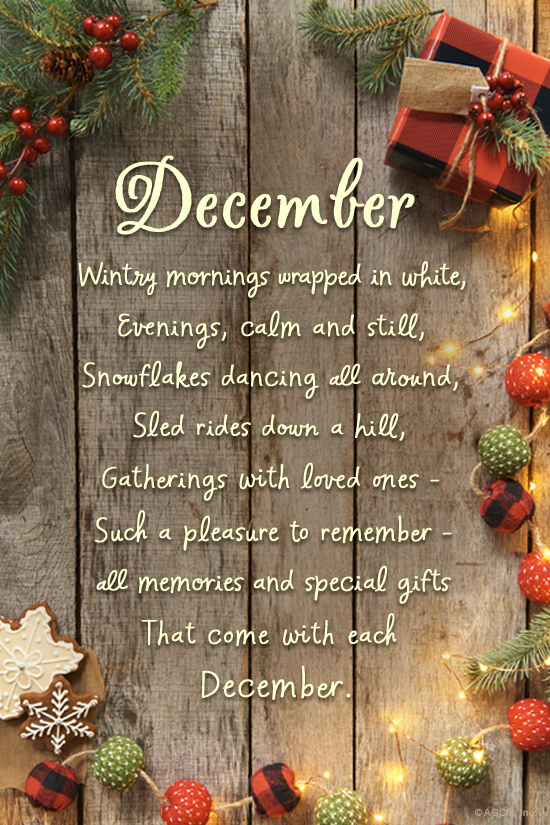 December
Wintry mornings wrapped in white,
Evenings, calm and still,
Snowflakes dancing all around,
Sled rides down a hill,
Gatherings with loved ones -
Such a pleasure to remember -
all memories and special gifts
That come with each
December.
©AGCM, Inc.